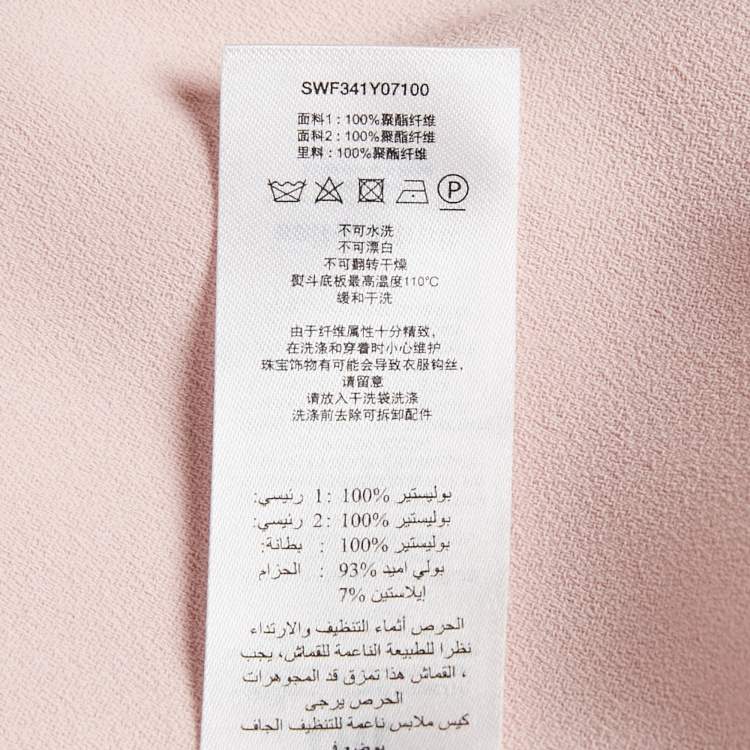 SWF341Y07100
面料1：100%聚酯纤维
面料2：100%聚酯纤维
里料：100%聚酯纤维
P
不可水洗
不可漂白
不可翻转干燥
熨斗底板最高温度110℃
缓和干洗
由于纤维属性十分精致，
在洗涤和穿着时小心维护
珠宝饰物有可能会导致衣服钩丝，
请留意
请放入干洗袋洗涤
洗涤前去除可拆卸配件
رئيسي: 1 :100% بوليستير
رئيسي: 2 :100% بوليستير
بطانة: : 100% بوليستير
الحزام : 93% بولي اميد
7% إيلاستين
الحرص أثماء التنظيف والارتداء
نظرا للطبيعة الناعمة للقماش، يجب
، القماش هذا تمزق قد المجوهرات
الحرص يرجى
كيس ملابس ناعمة للتنظيف الجاف